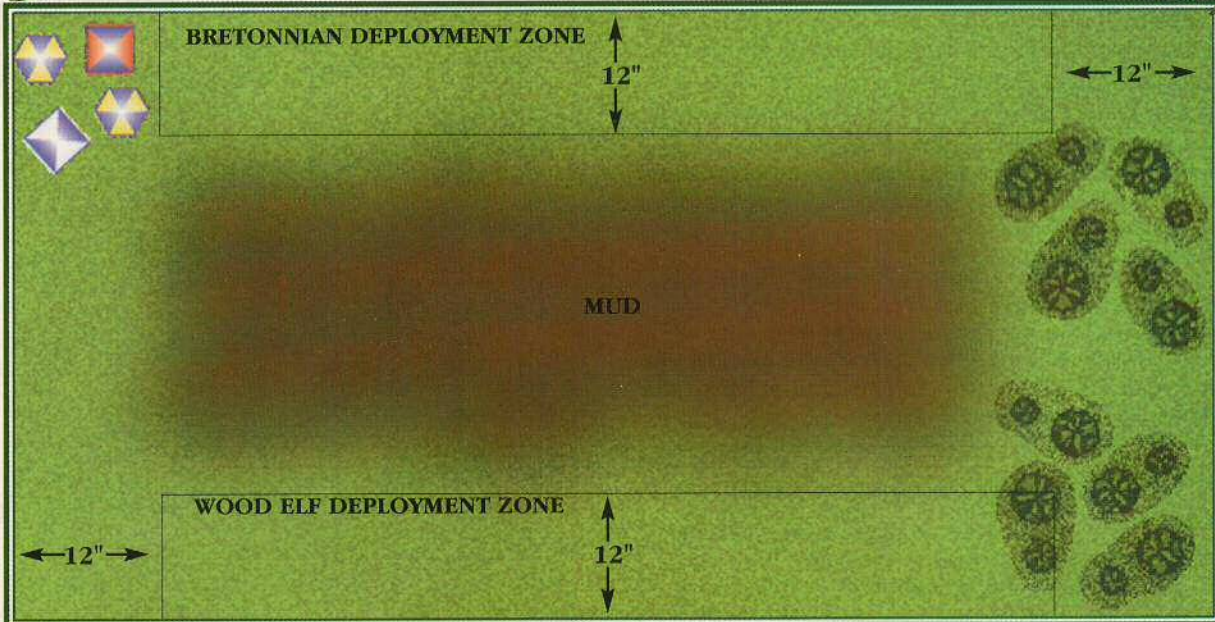 BRETONNIAN DEPLOYMENT ZONE
12"
12"
MUD
WOOD ELF DEPLOYMENT ZONE
12"
12"